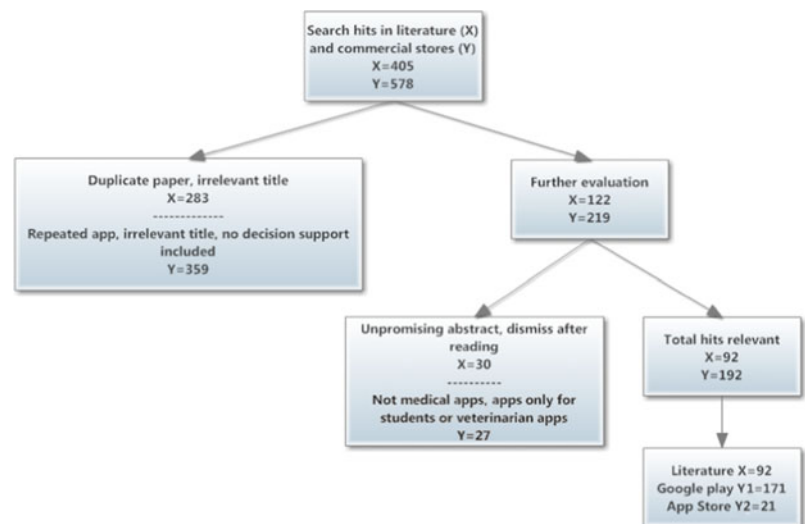 Search hits in literature (X)
and commercial stores (Y)
X=405
Y=578
Duplicate paper, irrelevant title
X=283
-------------
Repeated app, irrelevant title, no decision support
included
Y=359
Further evaluation
X=122
Y=219
Unpromising abstract, dismiss after
reading
X=30
----------
Not medical apps, apps only for
students or veterinarian apps
Y=27
Total hits relevant
X=92
Y=192
Literature X=92
Google play Y1=171
App Store Y2=21